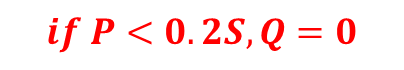 if P < 0.2S, Q = 0